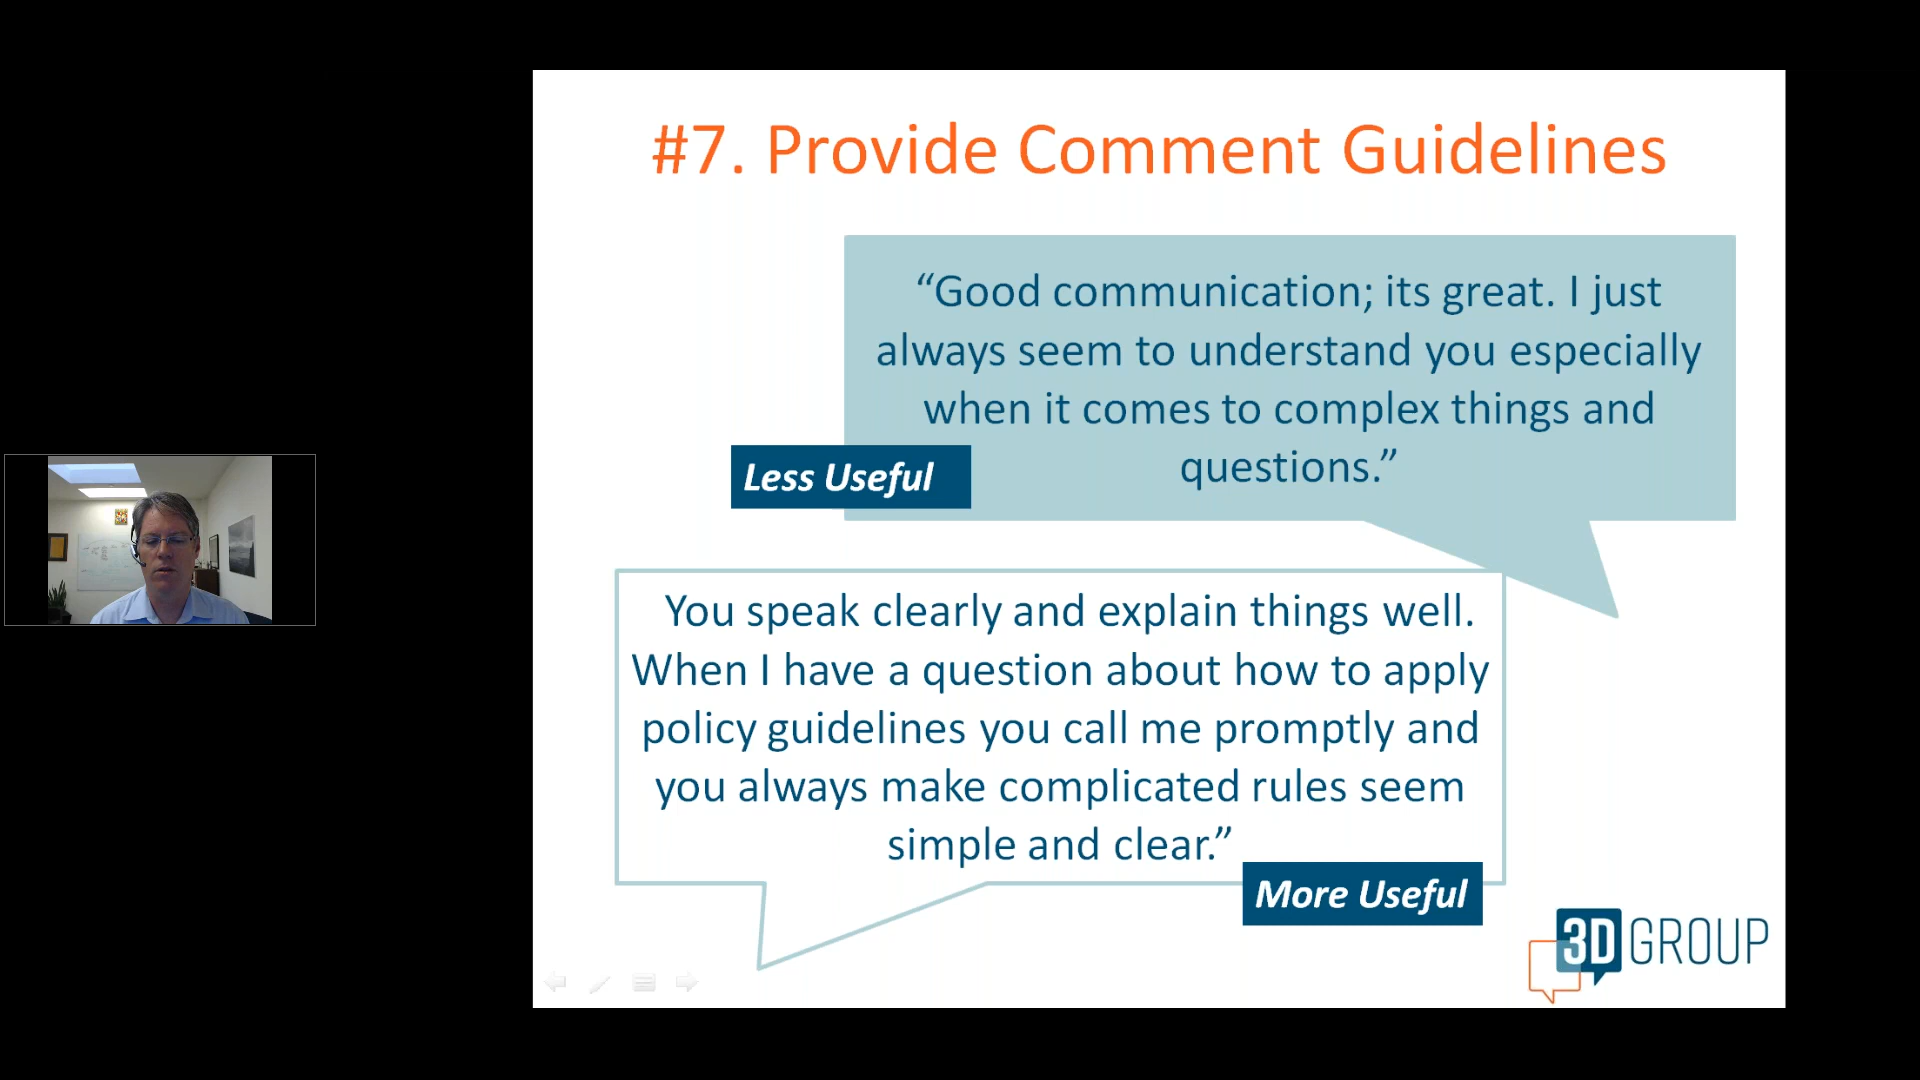 #7. Provide Comment Guidelines
“Good communication; its great. I just
always seem to understand you especially
when it comes to complex things and
questions.”
Less Useful
You speak clearly and explain things well.
When I have a question about how to apply
policy guidelines you call me promptly and
you always make complicated rules seem
simple and clear.”
More Useful
3D GROUP